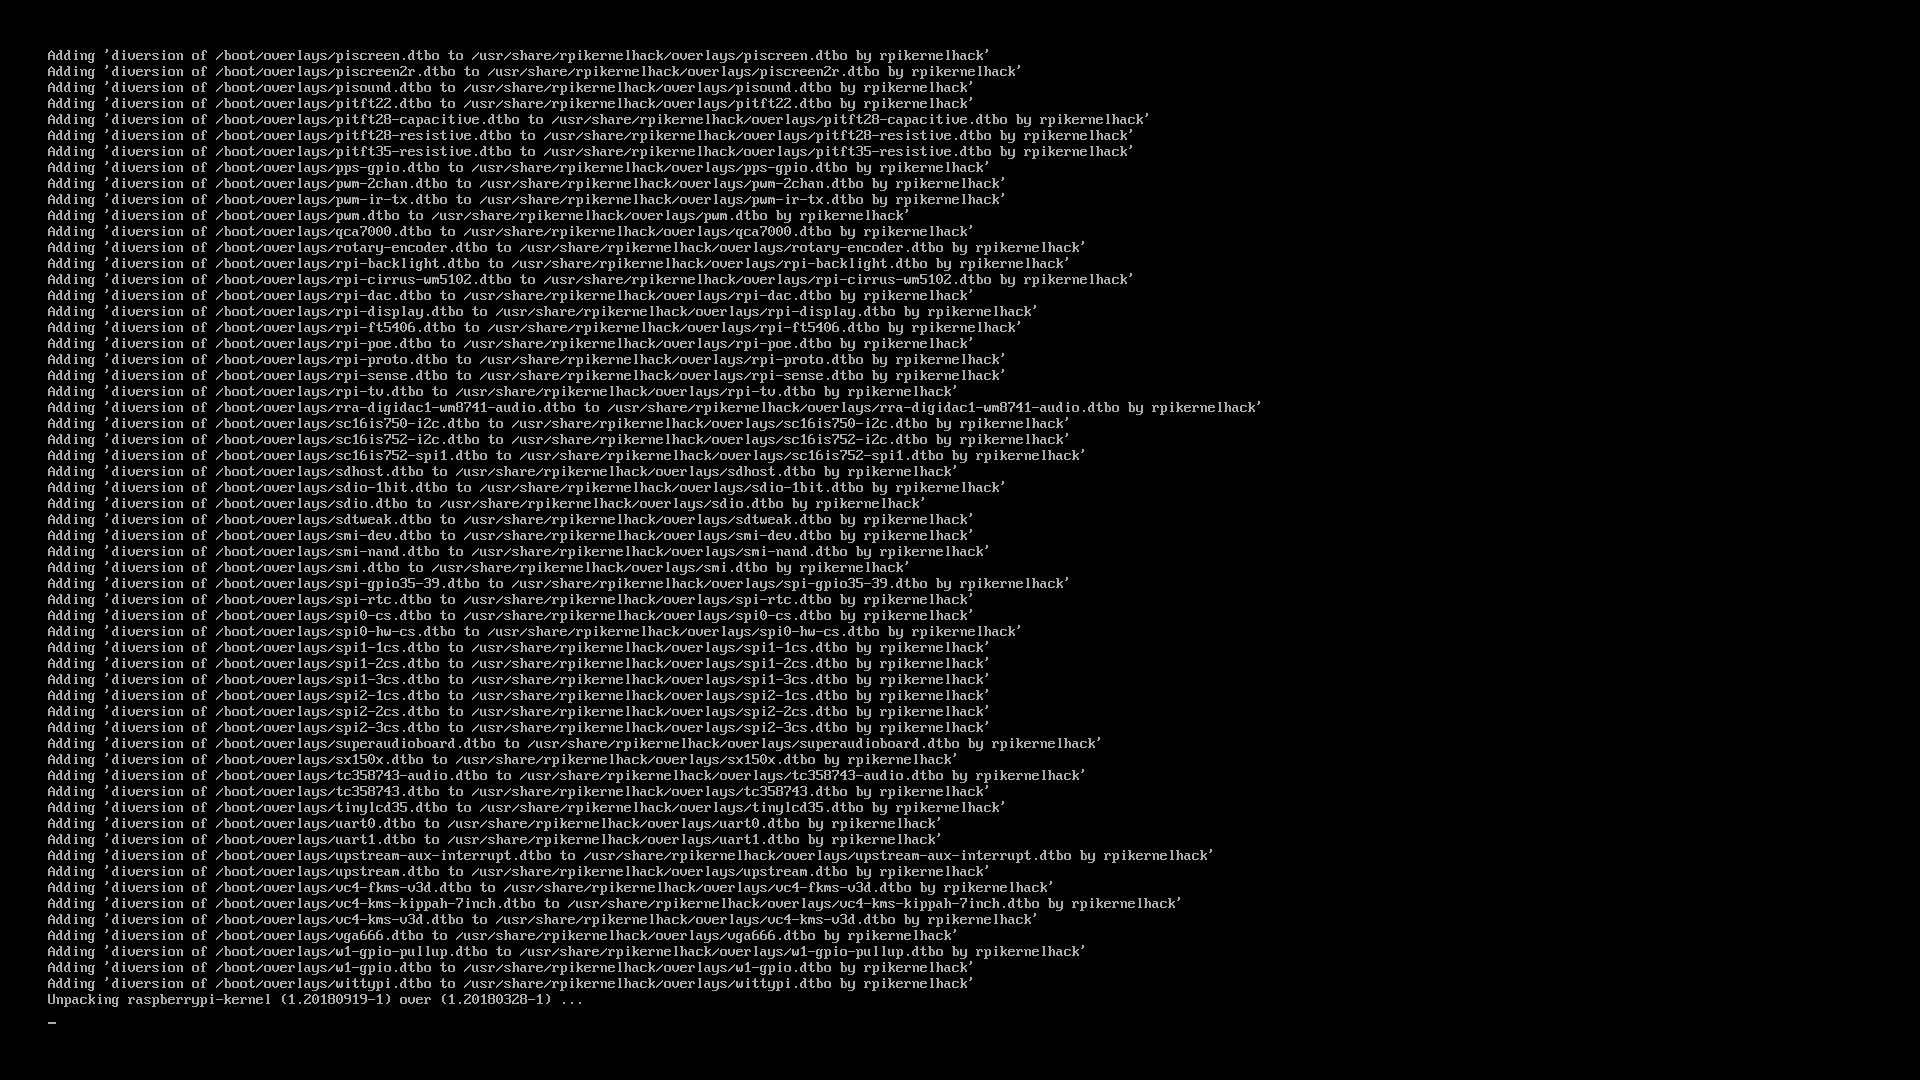 Adding 'diversion of /boot/overlays/piscreen.dtbo to /usr/share/rpikernelhack/overlays/piscreen.dtbo by rpikernelhack'
Adding 'diversion of /boot/overlays/piscreen2r.dtbo to /usr/share/rpikernelhack/overlays/piscreen2r.dtbo by rpikernelhack'
Adding 'diversion of /boot/overlays/pisound.dtbo to /usr/share/rpikernelhack/overlays/pisound.dtbo by rpikernelhack'
Adding 'diversion of /boot/overlays/pitft22.dtbo to /usr/share/rpikernelhack/overlays/pitft22.dtbo by rpikernelhack'
Adding 'diversion of /boot/overlays/pitft28-capacitive.dtbo to /usr/share/rpikernelhack/overlays/pitft28-capacitive.dtbo by rpikernelhack'
Adding 'diversion of /boot/overlays/pitft28-resistive.dtbo to /usr/share/rpikernelhack/overlays/pitft28-resistive.dtbo by rpikernelhack'
Adding 'diversion of /boot/overlays/pitft35-resistive.dtbo to /usr/share/rpikernelhack/overlays/pitft35-resistive.dtbo by rpikernelhack'
Adding 'diversion of /boot/overlays/pps-gpio.dtbo to /usr/share/rpikernelhack/overlays/pps-gpio.dtbo by rpikernelhack'
Adding 'diversion of /boot/overlays/pwm-2chan.dtbo to /usr/share/rpikernelhack/overlays/pwm-2chan.dtbo by rpikernelhack'
Adding 'diversion of /boot/overlays/pwm-ir-tx.dtbo to /usr/share/rpikernelhack/overlays/pwm-ir-tx.dtbo by rpikernelhack'
Adding 'diversion of /boot/overlays/pwm.dtbo to /usr/share/rpikernelhack/overlays/pwm.dtbo by rpikernelhack'
Adding 'diversion of /boot/overlays/qca7000.dtbo to /usr/share/rpikernelhack/overlays/qca7000.dtbo by rpikernelhack'
Adding 'diversion of /boot/overlays/rotary-encoder.dtbo to /usr/share/rpikernelhack/overlays/rotary-encoder.dtbo by rpikernelhack'
Adding 'diversion of /boot/overlays/rpi-backlight.dtbo to /usr/share/rpikernelhack/overlays/rpi-backlight.dtbo by rpikernelhack'
Adding 'diversion of /boot/overlays/rpi-cirrus-wm5102.dtbo to /usr/share/rpikernelhack/overlays/rpi-cirrus-wm5102.dtbo by rpikernelhack'
Adding 'diversion of /boot/overlays/rpi-dac.dtbo to /usr/share/rpikernelhack/overlays/rpi-dac.dtbo by rpikernelhack'
Adding 'diversion of /boot/overlays/rpi-display.dtbo to /usr/share/rpikernelhack/overlays/rpi-display.dtbo by rpikernelhack'
Adding 'diversion of /boot/overlays/rpi-ft5406.dtbo to /usr/share/rpikernelhack/overlays/rpi-ft5406.dtbo by rpikernelhack'
Adding 'diversion of /boot/overlays/rpi-poe.dtbo to /usr/share/rpikernelhack/overlays/rpi-poe.dtbo by rpikernelhack'
Adding 'diversion of /boot/overlays/rpi-proto.dtbo to /usr/share/rpikernelhack/overlays/rpi-proto.dtbo by rpikernelhack'
Adding 'diversion of /boot/overlays/rpi-sense.dtbo to /usr/share/rpikernelhack/overlays/rpi-sense.dtbo by rpikernelhack'
Adding 'diversion of /boot/overlays/rpi-tv.dtbo to /usr/share/rpikernelhack/overlays/rpi-tv.dtbo by rpikernelhack'
Adding 'diversion of /boot/overlays/rra-digidac1-wm8741-audio.dtbo to /usr/share/rpikernelhack/overlays/rra-digidac1-wm8741-audio.dtbo by rpikernelhack'
Adding 'diversion of /boot/overlays/sc16is750-i2c.dtbo to /usr/share/rpikernelhack/overlays/sc16is750-i2c.dtbo by rpikernelhack'
Adding 'diversion of /boot/overlays/sc16is752-i2c.dtbo to /usr/share/rpikernelhack/overlays/sc16is752-i2c.dtbo by rpikernelhack'
Adding 'diversion of /boot/overlays/sc16is752-spi1.dtbo to /usr/share/rpikernelhack/overlays/sc16is752-spi1.dtbo by rpikernelhack'
Adding 'diversion of /boot/overlays/sdhost.dtbo to /usr/share/rpikernelhack/overlays/sdhost.dtbo by rpikernelhack'
Adding 'diversion of /boot/overlays/sdio-1bit.dtbo to /usr/share/rpikernelhack/overlays/sdio-1bit.dtbo by rpikernelhack'
Adding 'diversion of /boot/overlays/sdio.dtbo to /usr/share/rpikernelhack/overlays/sdio.dtbo by rpikernelhack'
Adding 'diversion of /boot/overlays/sdtweak.dtbo to /usr/share/rpikernelhack/overlays/sdtweak.dtbo by rpikernelhack'
Adding 'diversion of /boot/overlays/smi-dev.dtbo to /usr/share/rpikernelhack/overlays/smi-dev.dtbo by rpikernelhack'
Adding 'diversion of /boot/overlays/smi-nand.dtbo to /usr/share/rpikernelhack/overlays/smi-nand.dtbo by rpikernelhack'
Adding 'diversion of /boot/overlays/smi.dtbo to /usr/share/rpikernelhack/overlays/smi.dtbo by rpikernelhack'
Adding 'diversion of /boot/overlays/spi-gpio35-39.dtbo to /usr/share/rpikernelhack/overlays/spi-gpio35-39.dtbo by rpikernelhack'
Adding 'diversion of /boot/overlays/spi-rtc.dtbo to /usr/share/rpikernelhack/overlays/spi-rtc.dtbo by rpikernelhack'
Adding 'diversion of /boot/overlays/spi0-cs.dtbo to /usr/share/rpikernelhack/overlays/spi0-cs.dtbo by rpikernelhack'
Adding 'diversion of /boot/overlays/spi0-hw-cs.dtbo to /usr/share/rpikernelhack/overlays/spi0-hw-cs.dtbo by rpikernelhack'
Adding 'diversion of /boot/overlays/spi1-1cs.dtbo to /usr/share/rpikernelhack/overlays/spi1-1cs.dtbo by rpikernelhack'
Adding 'diversion of /boot/overlays/spi1-2cs.dtbo to /usr/share/rpikernelhack/overlays/spi1-2cs.dtbo by rpikernelhack'
Adding 'diversion of /boot/overlays/spi1-3cs.dtbo to /usr/share/rpikernelhack/overlays/spi1-3cs.dtbo by rpikernelhack'
Adding 'diversion of /boot/overlays/spi2-1cs.dtbo to /usr/share/rpikernelhack/overlays/spi2-1cs.dtbo by rpikernelhack'
Adding 'diversion of /boot/overlays/spi2-2cs.dtbo to /usr/share/rpikernelhack/overlays/spi2-2cs.dtbo by rpikernelhack'
Adding 'diversion of /boot/overlays/spi2-3cs.dtbo to /usr/share/rpikernelhack/overlays/spi2-3cs.dtbo by rpikernelhack'
Adding 'diversion of /boot/overlays/superaudioboard.dtbo to /usr/share/rpikernelhack/overlays/superaudioboard.dtbo by rpikernelhack'
Adding 'diversion of /boot/overlays/sx150x.dtbo to /usr/share/rpikernelhack/overlays/sx150x.dtbo by rpikernelhack'
Adding 'diversion of /boot/overlays/tc358743-audio.dtbo to /usr/share/rpikernelhack/overlays/tc358743-audio.dtbo by rpikernelhack'
Adding 'diversion of /boot/overlays/tc358743.dtbo to /usr/share/rpikernelhack/overlays/tc358743.dtbo by rpikernelhack'
Adding 'diversion of /boot/overlays/tinylcd35.dtbo to /usr/share/rpikernelhack/overlays/tinylcd35.dtbo by rpikernelhack'
Adding 'diversion of /boot/overlays/uart0.dtbo to /usr/share/rpikernelhack/overlays/uart0.dtbo by rpikernelhack'
Adding 'diversion of /boot/overlays/uart1.dtbo to /usr/share/rpikernelhack/overlays/uart1.dtbo by rpikernelhack'
Adding 'diversion of /boot/overlays/upstream-aux-interrupt.dtbo to /usr/share/rpikernelhack/overlays/upstream-aux-interrupt.dtbo by rpikernelhack'
Adding 'diversion of /boot/overlays/upstream.dtbo to /usr/share/rpikernelhack/overlays/upstream.dtbo by rpikernelhack'
Adding 'diversion of /boot/overlays/vc4-fkms-v3d.dtbo to /usr/share/rpikernelhack/overlays/vc4-fkms-v3d.dtbo by rpikernelhack'
Adding 'diversion of /boot/overlays/vc4-kms-kippah-7inch.dtbo to /usr/share/rpikernelhack/overlays/vc4-kms-kippah-7inch.dtbo by rpikernelhack'
Adding 'diversion of /boot/overlays/vc4-kms-v3d.dtbo to /usr/share/rpikernelhack/overlays/vc4-kms-v3d.dtbo by rpikernelhack'
Adding 'diversion of /boot/overlays/vga666.dtbo to /usr/share/rpikernelhack/overlays/vga666.dtbo by rpikernelhack'
Adding 'diversion of /boot/overlays/w1-gpio-pullup.dtbo to /usr/share/rpikernelhack/overlays/w1-gpio-pullup.dtbo by rpikernelhack'
Adding 'diversion of /boot/overlays/w1-gpio.dtbo to /usr/share/rpikernelhack/overlays/w1-gpio.dtbo by rpikernelhack'
Adding 'diversion of /boot/overlays/wittypi.dtbo to /usr/share/rpikernelhack/overlays/wittypi.dtbo by rpikernelhack'
Unpacking raspberrypi-kernel (1.20180919-1) over (1.20180328-1) ...
_